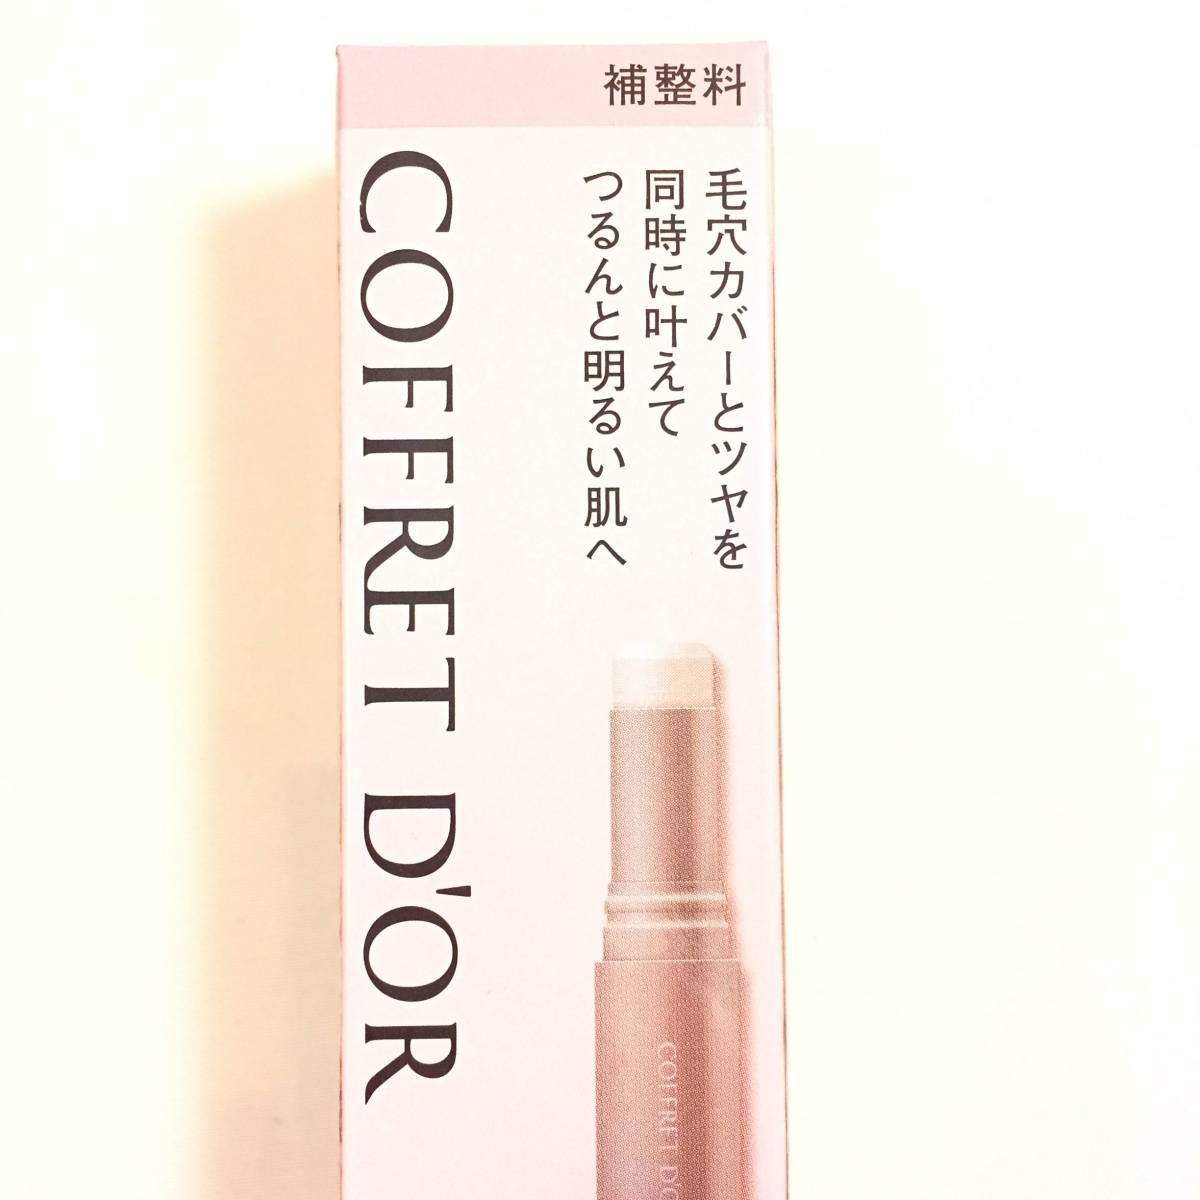 補整料
毛穴カバーとツヤを
同時に叶えて
つるんと明るい肌へ
COFFRET D'OR
COFFRET D'O